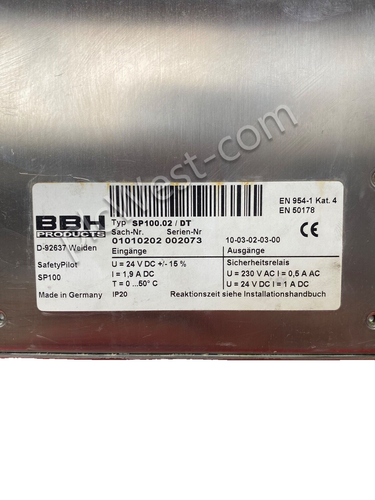 BBH
PRODUCTS
D-92637 Weiden
SafetyPilot
SP100
Made in Germany
Typ SP100.02 / DT
Sach-Nr. Serien-Nr
01010202 002073
Eingänge
U = 24 V DC +/- 15 %
I = 1,9 A DC
T = 0 ...50° C
IP20
EN 954-1 Kat. 4
EN 50178
CE
10-03-02-03-00
Ausgänge
Sicherheitsrelais
U = 230 V AC I = 0,5 A AC
U = 24 V DC I = 1 A DC
Reaktionszeit siehe Installationshandbuch